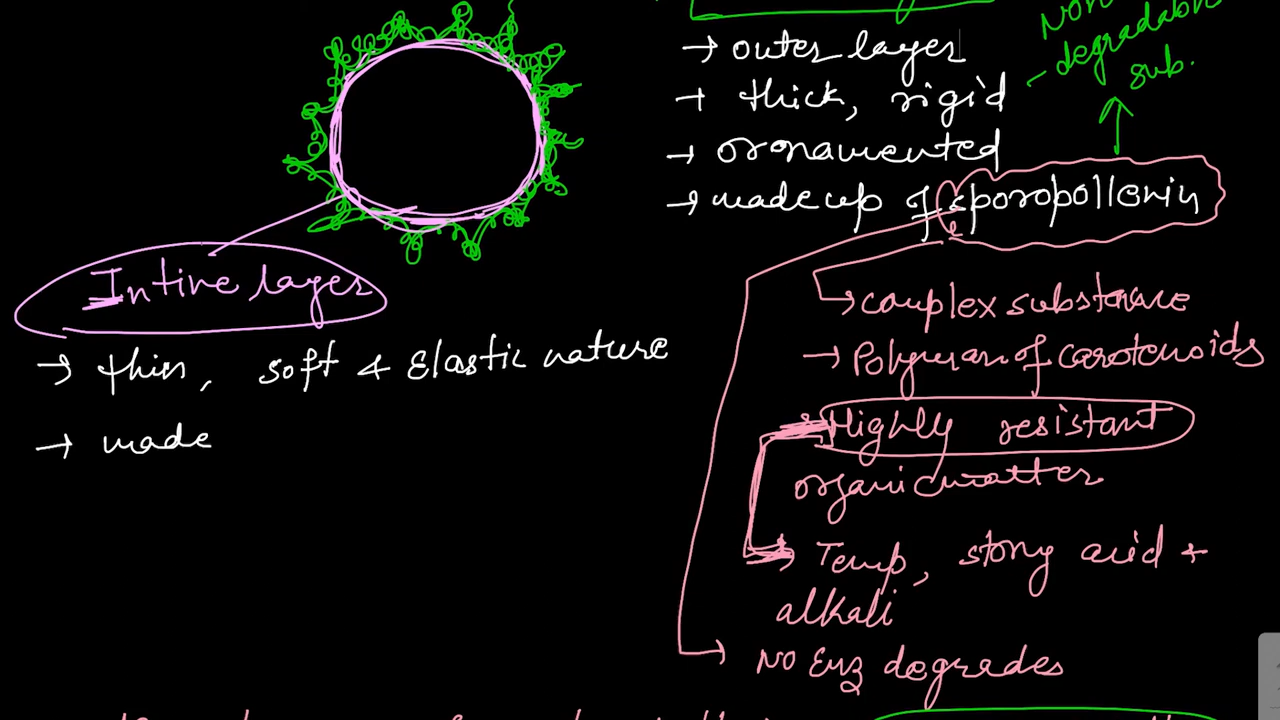 Non
- degradable
sub.
→ outer layer
→ thick, rigid
→ ornamented
→ made up of sporopollenin
Intine layer
→ thin, soft & Elastic nature
→ made
→ complex substance
→ Polymer of carotenoids
→ Highly resistant
organic matter
→ Temp, strong acid +
alkali
→ No Enz degrades